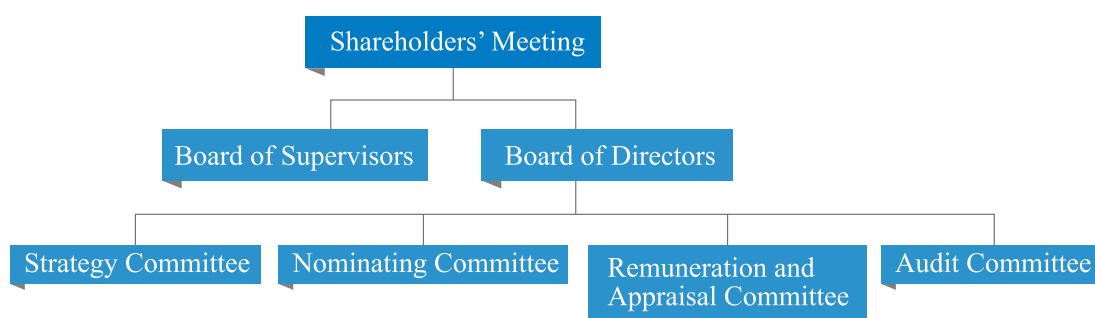 Shareholders’ Meeting
Board of Supervisors
Board of Directors
Strategy Committee
Nominating Committee
Remuneration and
Appraisal Committee
Audit Committee